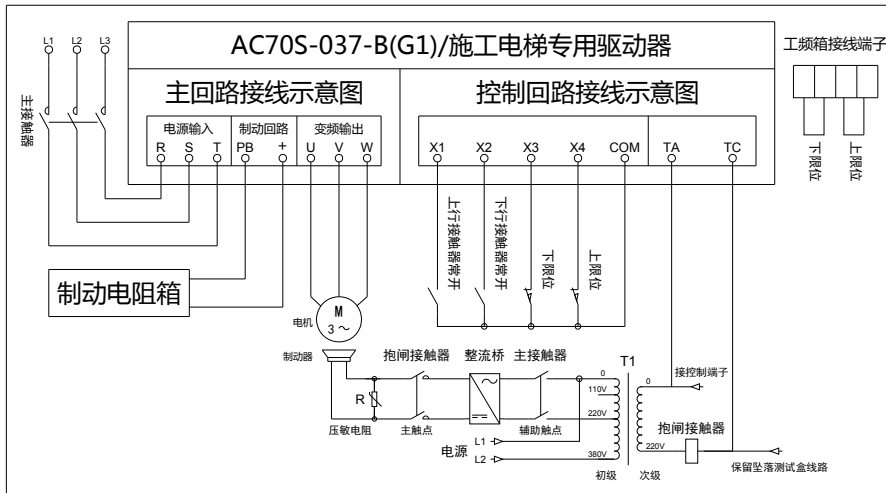 AC70S-037-B(G1)/施工电梯专用驱动器
工频箱接线端子
L1 L2 L3
主回路接线示意图
控制回路接线示意图
主接触器
电源输入 制动回路 变频输出
R S T PB + U V W
X1 X2 X3 X4 COM TA TC
下限位
上限位
上行接触器常开
下行接触器常开
下限位
上限位
制动电阻箱
M
3～
电机
制动器
抱闸接触器 整流桥 主接触器
T1
R
0
110V
220V
380V
0
220V
接控制端子
抱闸接触器
压敏电阻 主触点 辅助触点
电源
L1
L2
初级 次级
保留坠落测试盒线路